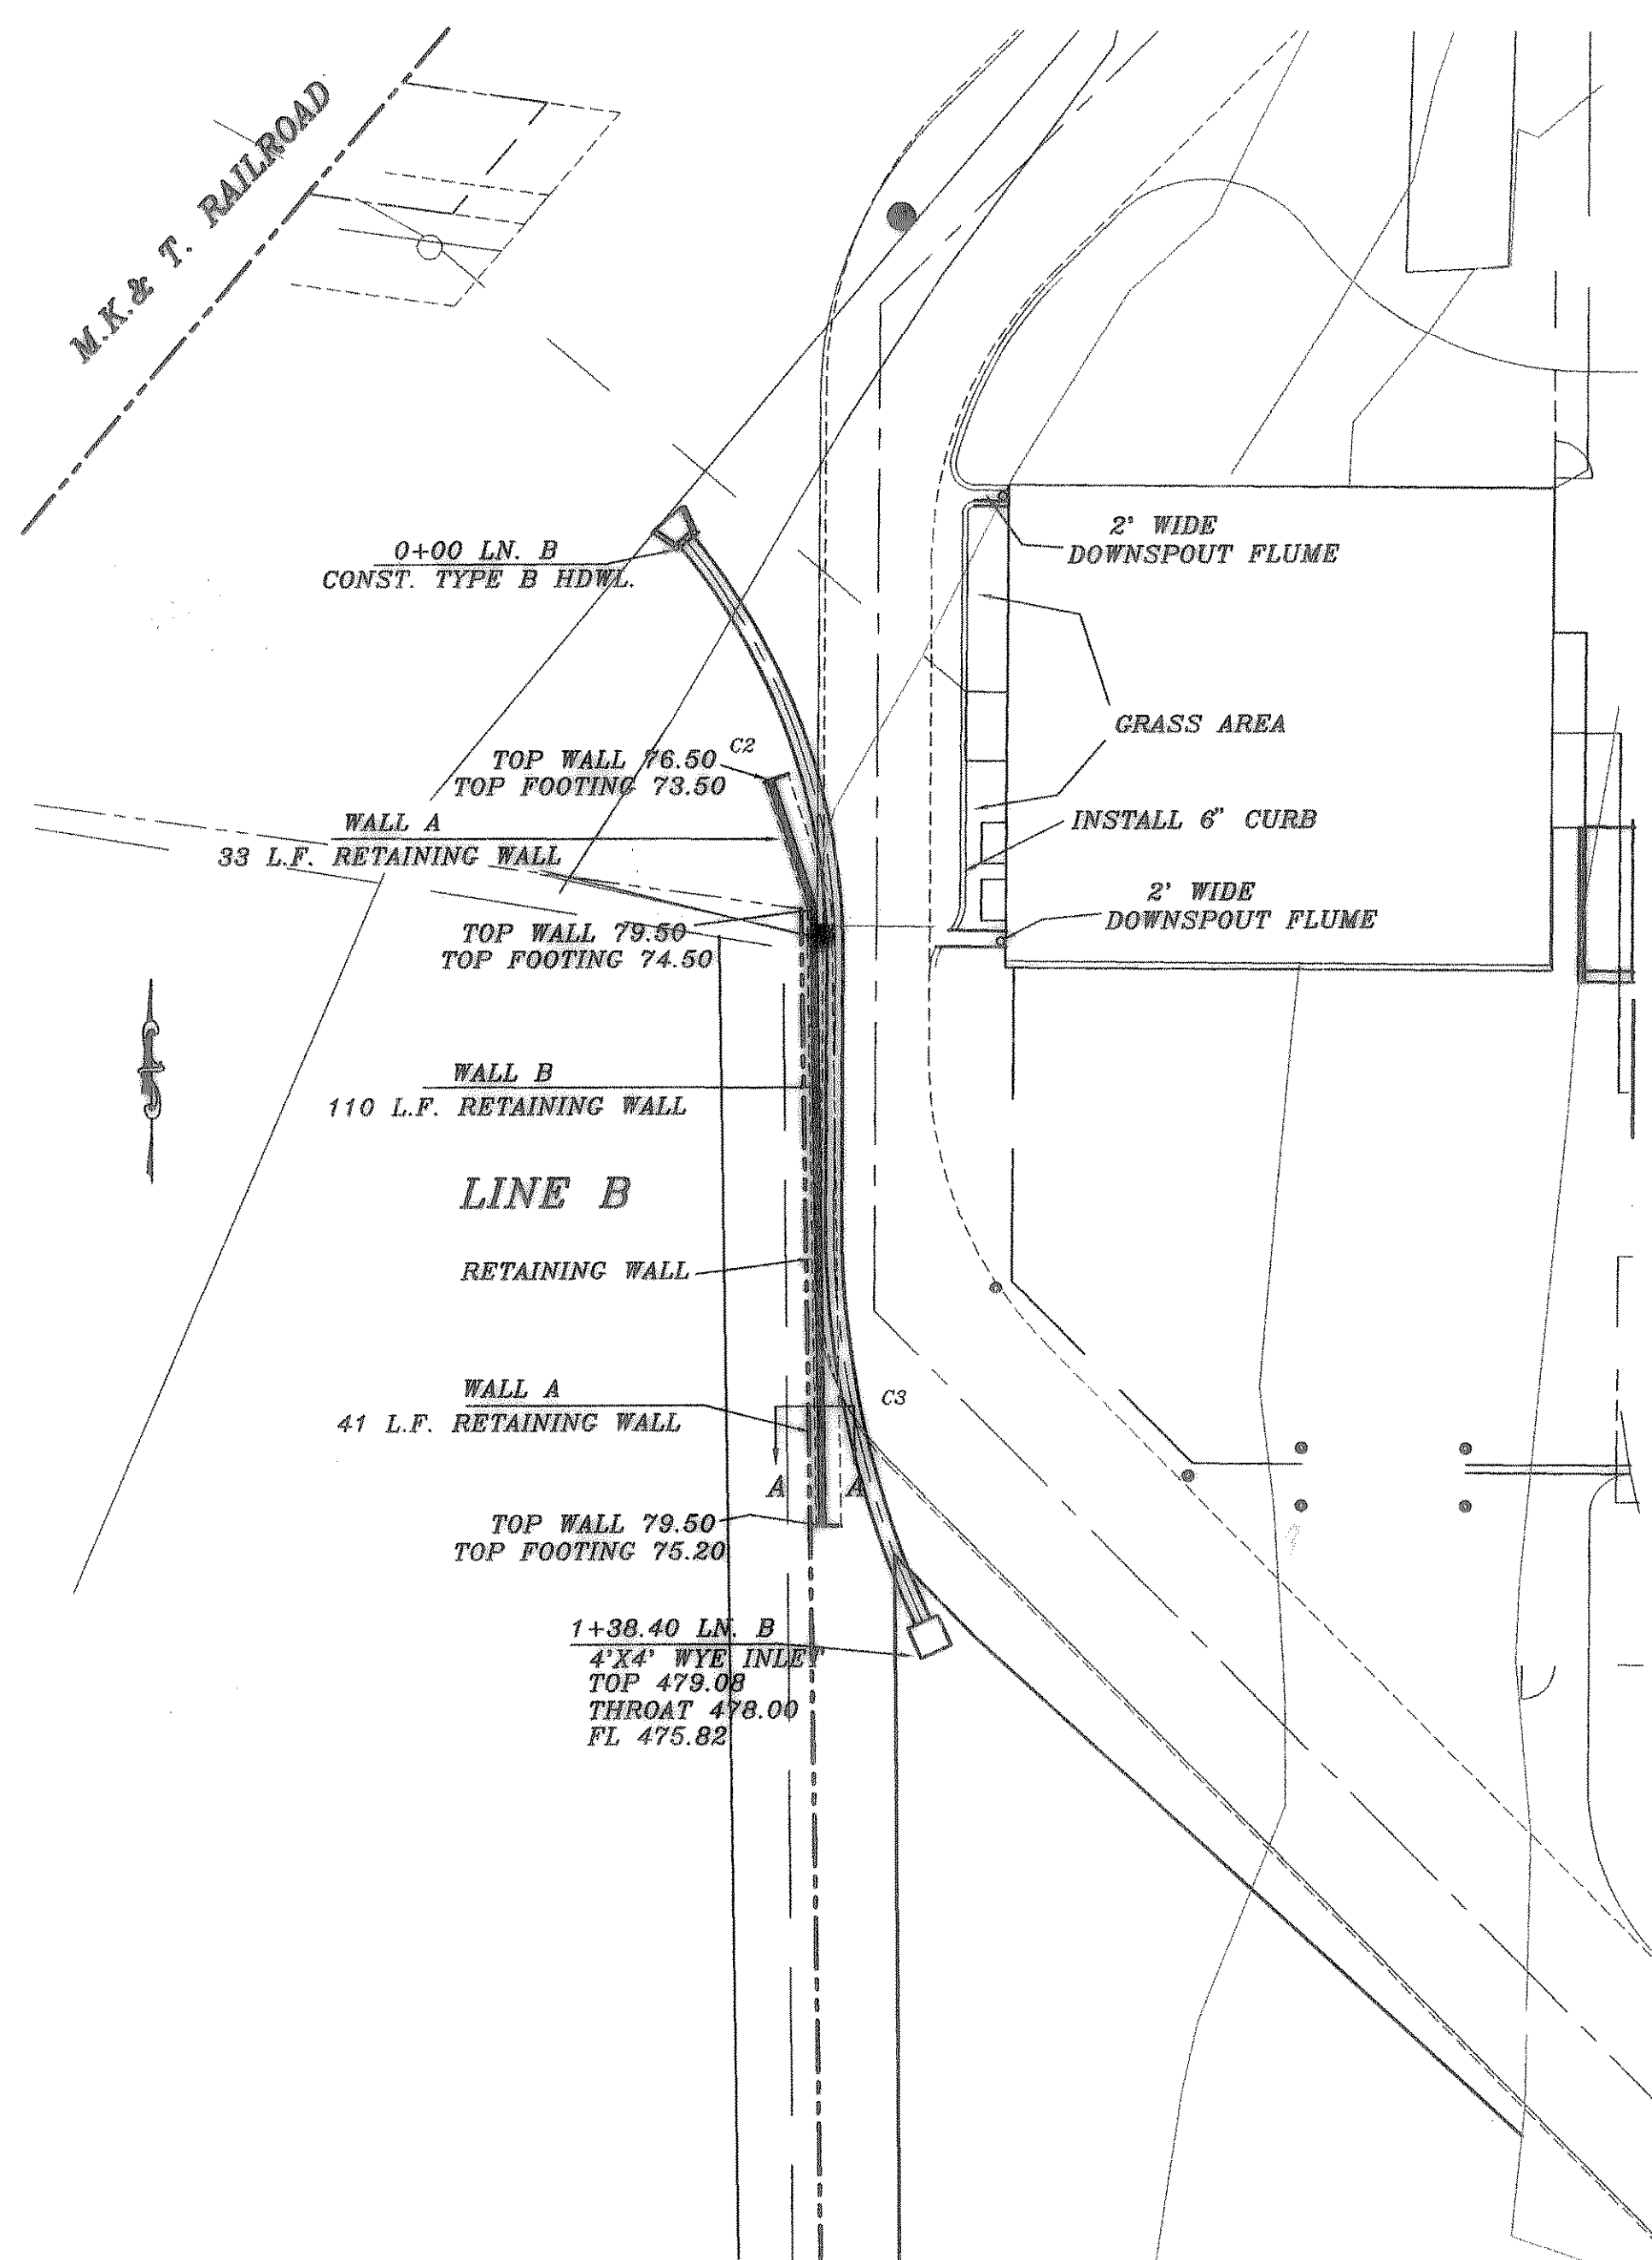 M.K.& T. RAILROAD
0+00 LN. B
CONST. TYPE B HDWL.
2' WIDE
DOWNSPOUT FLUME
GRASS AREA
TOP WALL 76.50
C2
TOP FOOTING 73.50
WALL A
33 L.F. RETAINING WALL
INSTALL 6" CURB
2' WIDE
DOWNSPOUT FLUME
TOP WALL 79.50
TOP FOOTING 74.50
WALL B
110 L.F. RETAINING WALL
LINE B
RETAINING WALL
WALL A
41 L.F. RETAINING WALL
C3
A A
TOP WALL 79.50
TOP FOOTING 75.20
1+38.40 LN. B
4'X4' WYE INLET
TOP 479.08
THROAT 478.00
FL 475.82